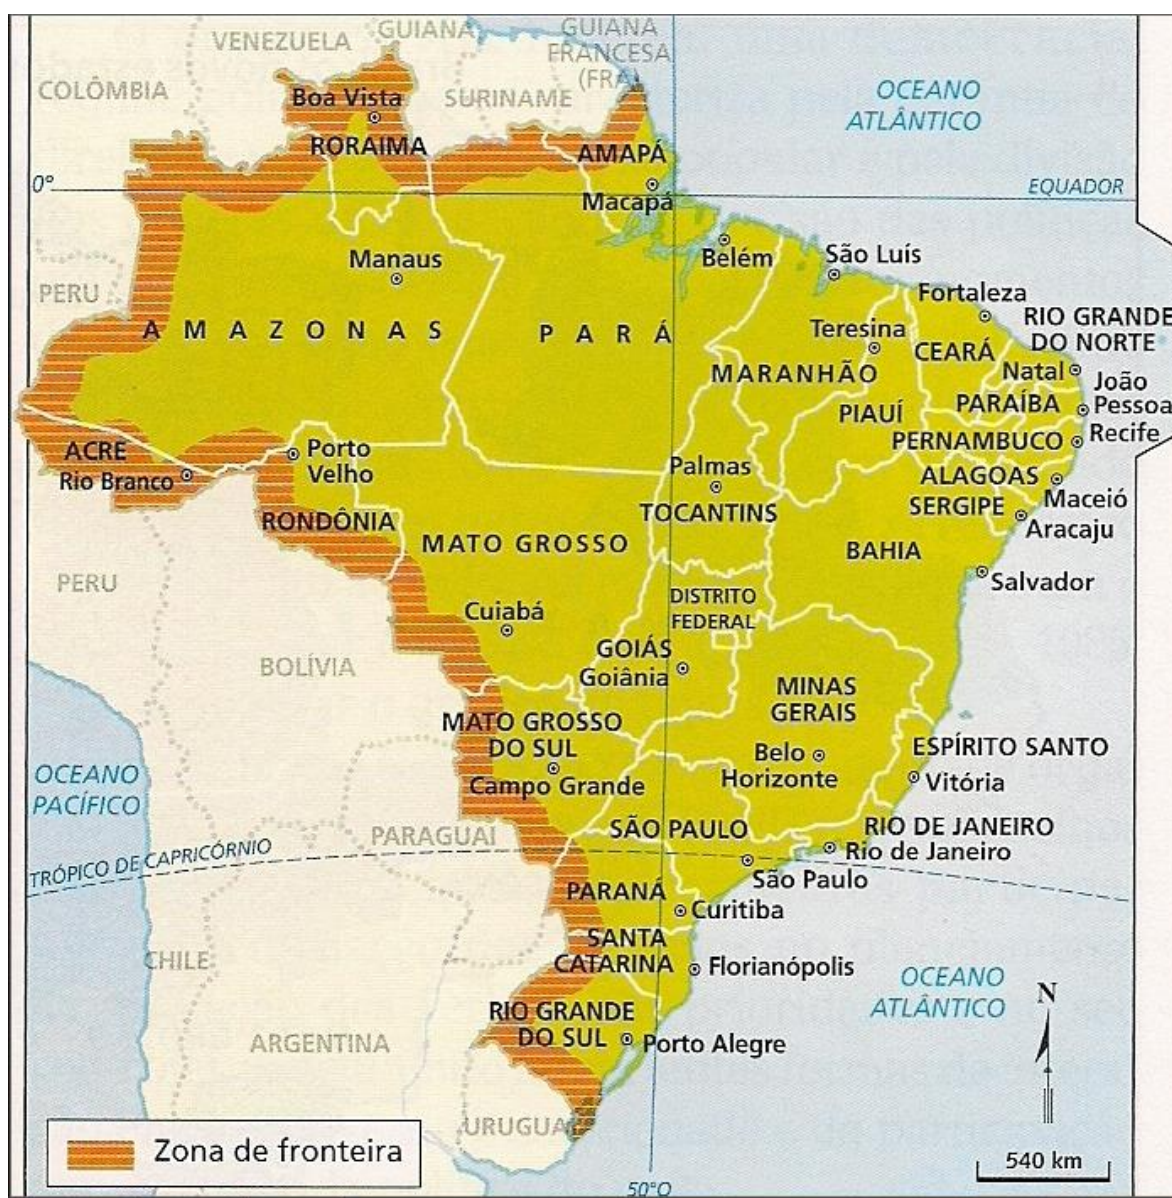 VENEZUELA
GUIANA
GUIANA
FRANCESA
(FRA)
COLÔMBIA
SURINAME
OCEANO
ATLÂNTICO
Boa Vista
RORAIMA
AMAPÁ
Macapá
0°
EQUADOR
PERU
Manaus
Belém
São Luís
Fortaleza
RIO GRANDE
DO NORTE
AMAZONAS
PARÁ
Teresina
CEARÁ
Natal
MARANHÃO
João
Pessoa
PIAUÍ
PARAÍBA
PERNAMBUCO
Recife
ACRE
Rio Branco
Porto
Velho
Palmas
TOCANTINS
ALAGOAS
Maceió
SERGIPE
Aracaju
RONDÔNIA
MATO GROSSO
BAHIA
Salvador
PERU
Cuiabá
DISTRITO
FEDERAL
BOLÍVIA
GOIÁS
Goiânia
MINAS
GERAIS
MATO GROSSO
DO SUL
Campo Grande
Belo
Horizonte
ESPÍRITO SANTO
Vitória
OCEANO
PACÍFICO
PARAGUAI
SÃO PAULO
RIO DE JANEIRO
Rio de Janeiro
TRÓPICO DE CAPRICÓRNIO
São Paulo
PARANÁ
Curitiba
CHILE
SANTA
CATARINA
Florianópolis
OCEANO
ATLÂNTICO
N
RIO GRANDE
DO SUL
Porto Alegre
ARGENTINA
URUGUAI
Zona de fronteira
540 km
50°O